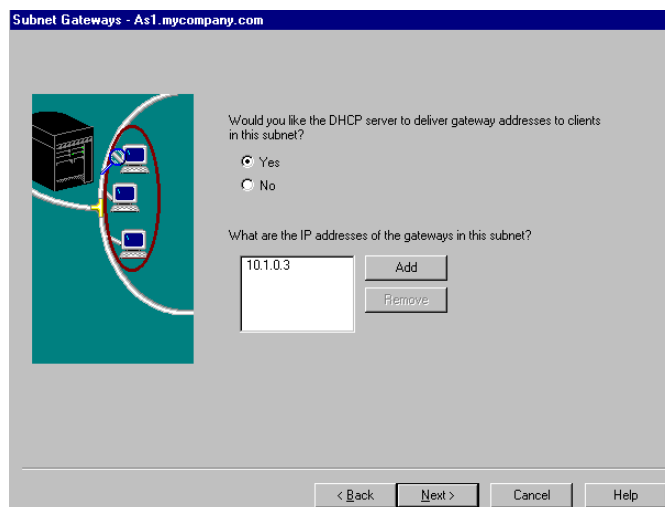 Subnet Gateways - As1.mycompany.com
Would you like the DHCP server to deliver gateway addresses to clients
in this subnet?
Yes
No
What are the IP addresses of the gateways in this subnet?
10.1.0.3
Add
Remove
< Back
Next >
Cancel
Help